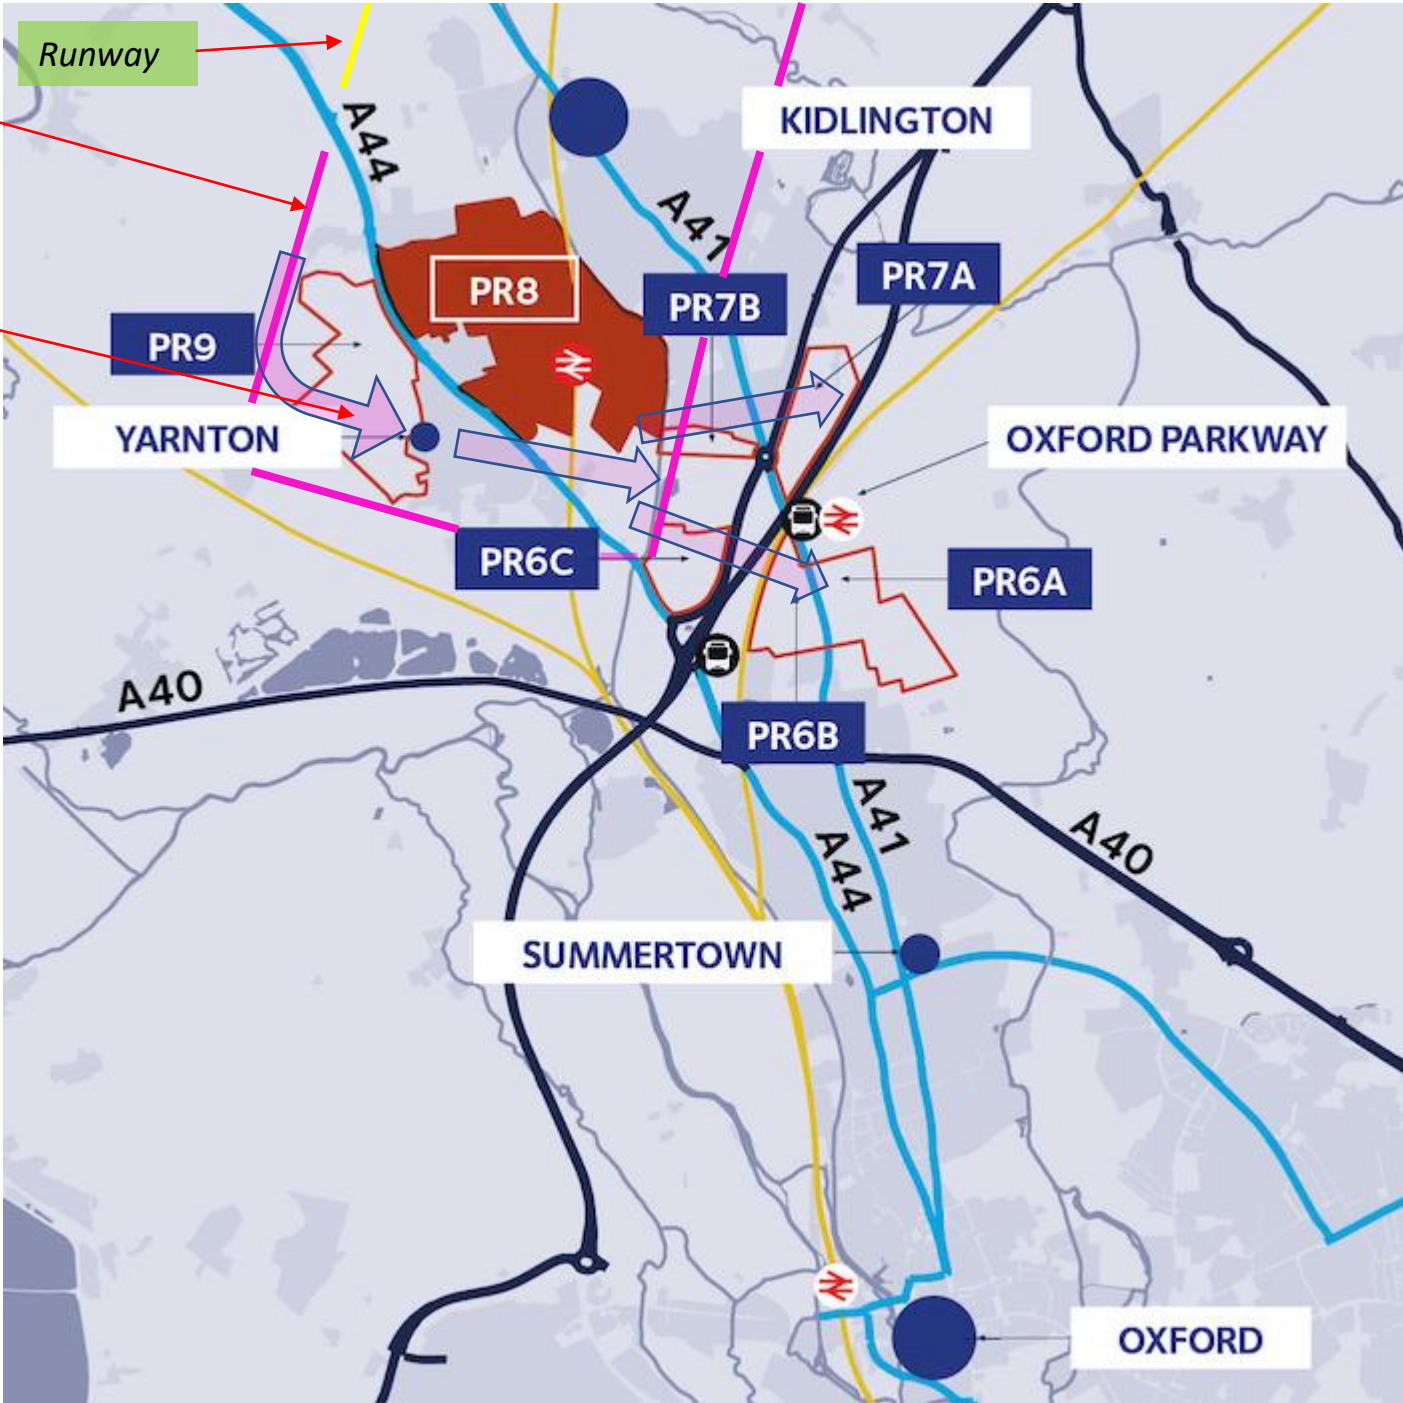 Runway
A44
KIDLINGTON
A41
PR7A
PR8
PR7B
PR9
YARNTON
OXFORD PARKWAY
PR6C
PR6A
A40
PR6B
A41
A40
A44
SUMMERTOWN
OXFORD